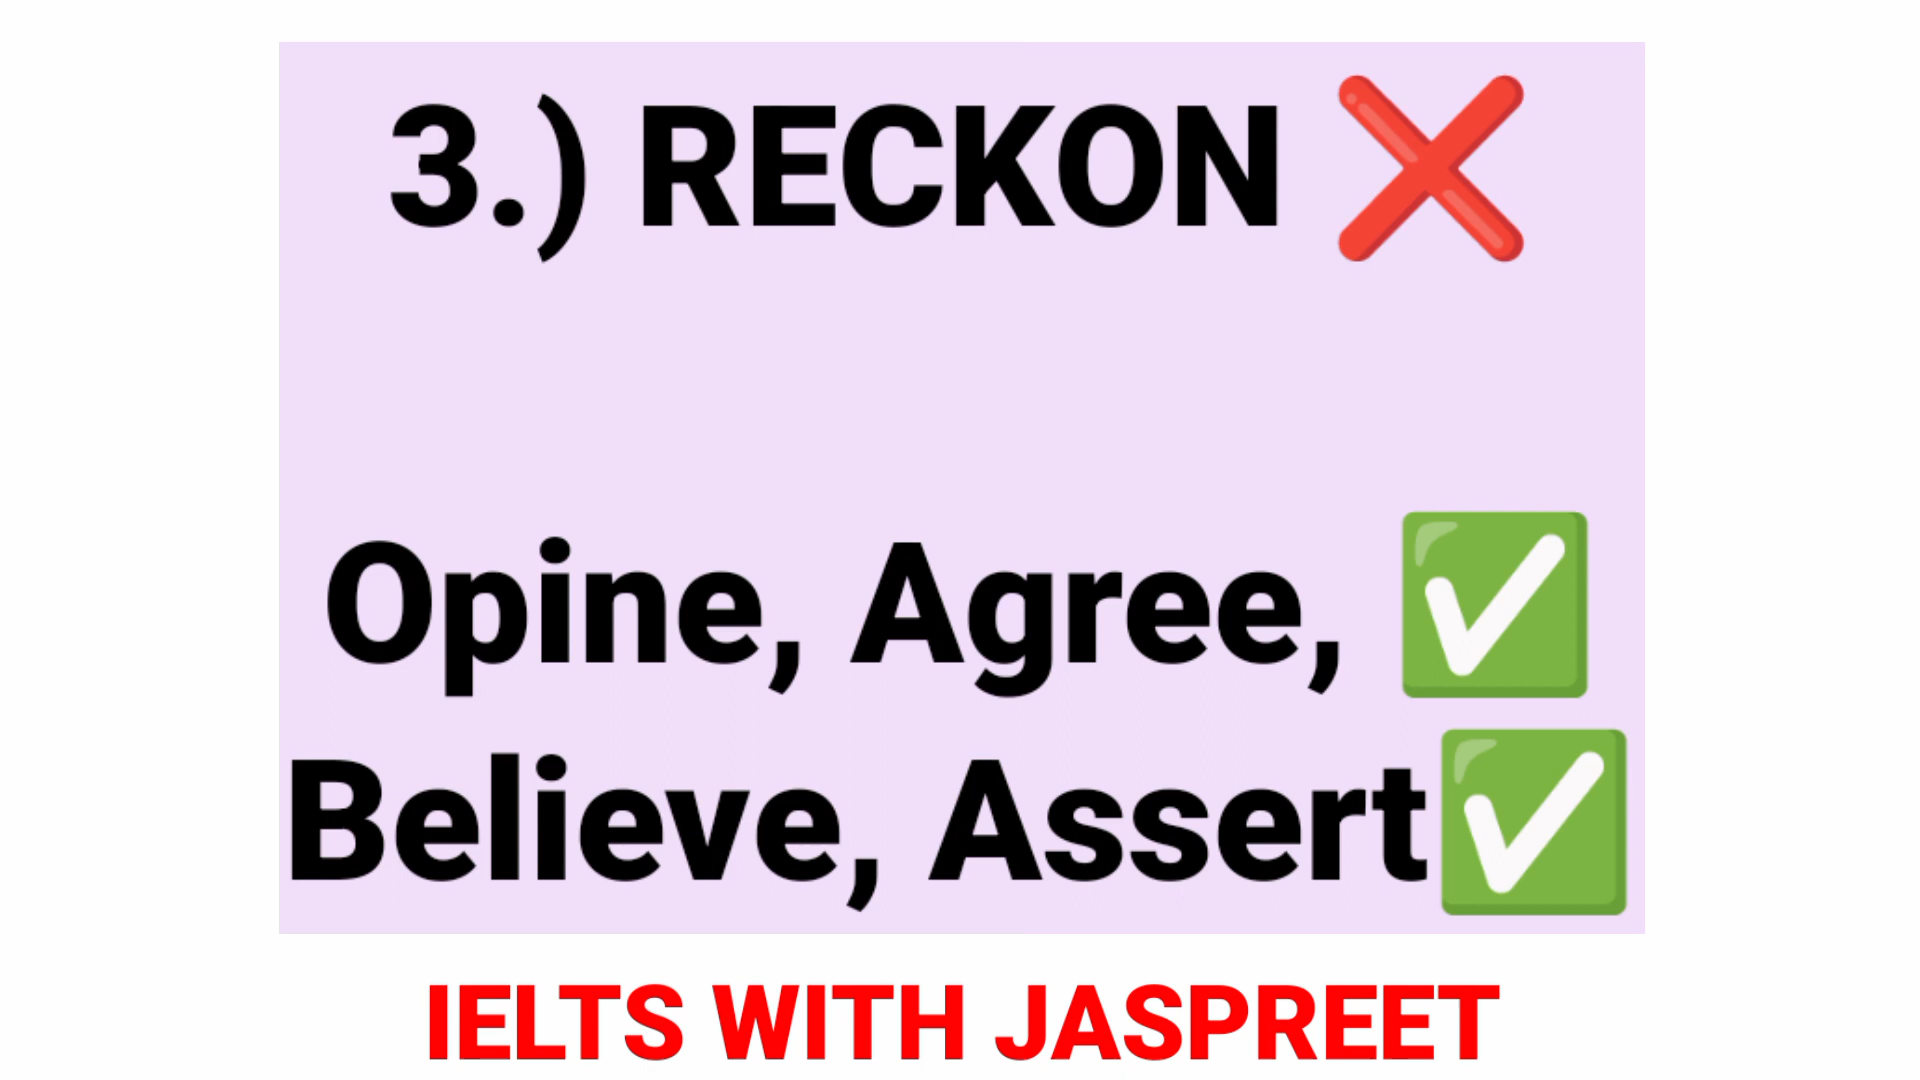 3.) RECKON ❌
Opine, Agree, ✅
Believe, Assert✅
IELTS WITH JASPREET